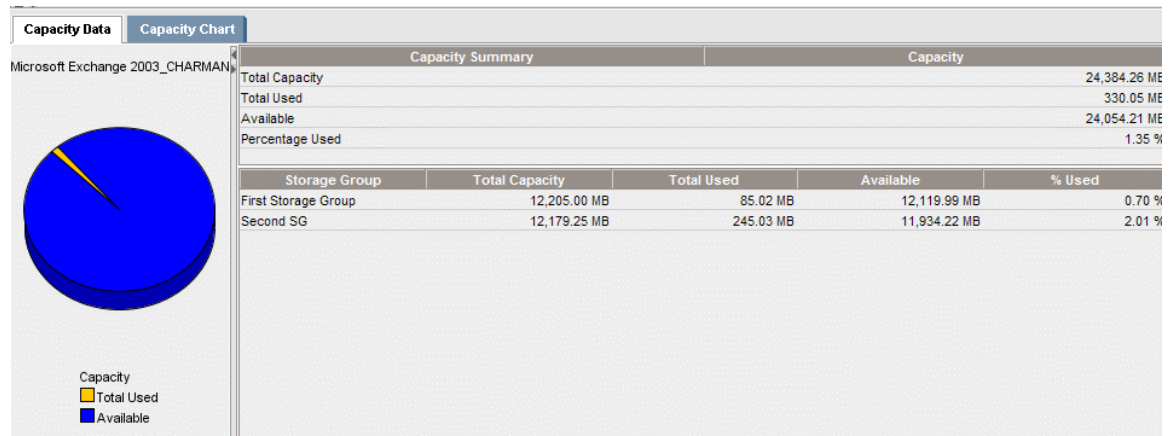 Capacity Data Capacity Chart
Microsoft Exchange 2003_CHARMAN
Capacity Summary Capacity
Total Capacity 24,384.26 MB
Total Used 330.05 MB
Available 24,054.21 MB
Percentage Used 1.35 %
Storage Group Total Capacity Total Used Available % Used
First Storage Group 12,205.00 MB 85.02 MB 12,119.99 MB 0.70 %
Second SG 12,179.25 MB 245.03 MB 11,934.22 MB 2.01 %
Capacity
Total Used
Available